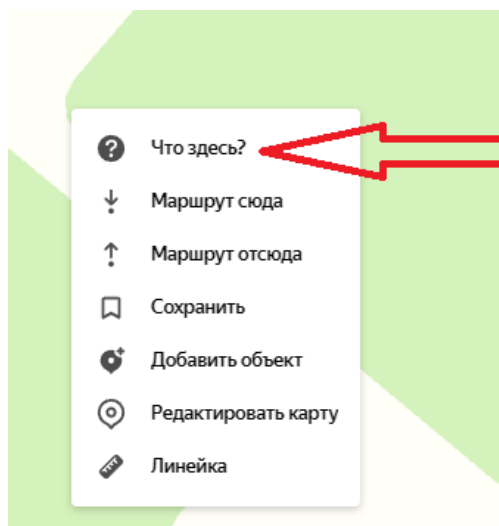 Что здесь?
Маршрут сюда
Маршрут отсюда
Сохранить
Добавить объект
Редактировать карту
Линейка